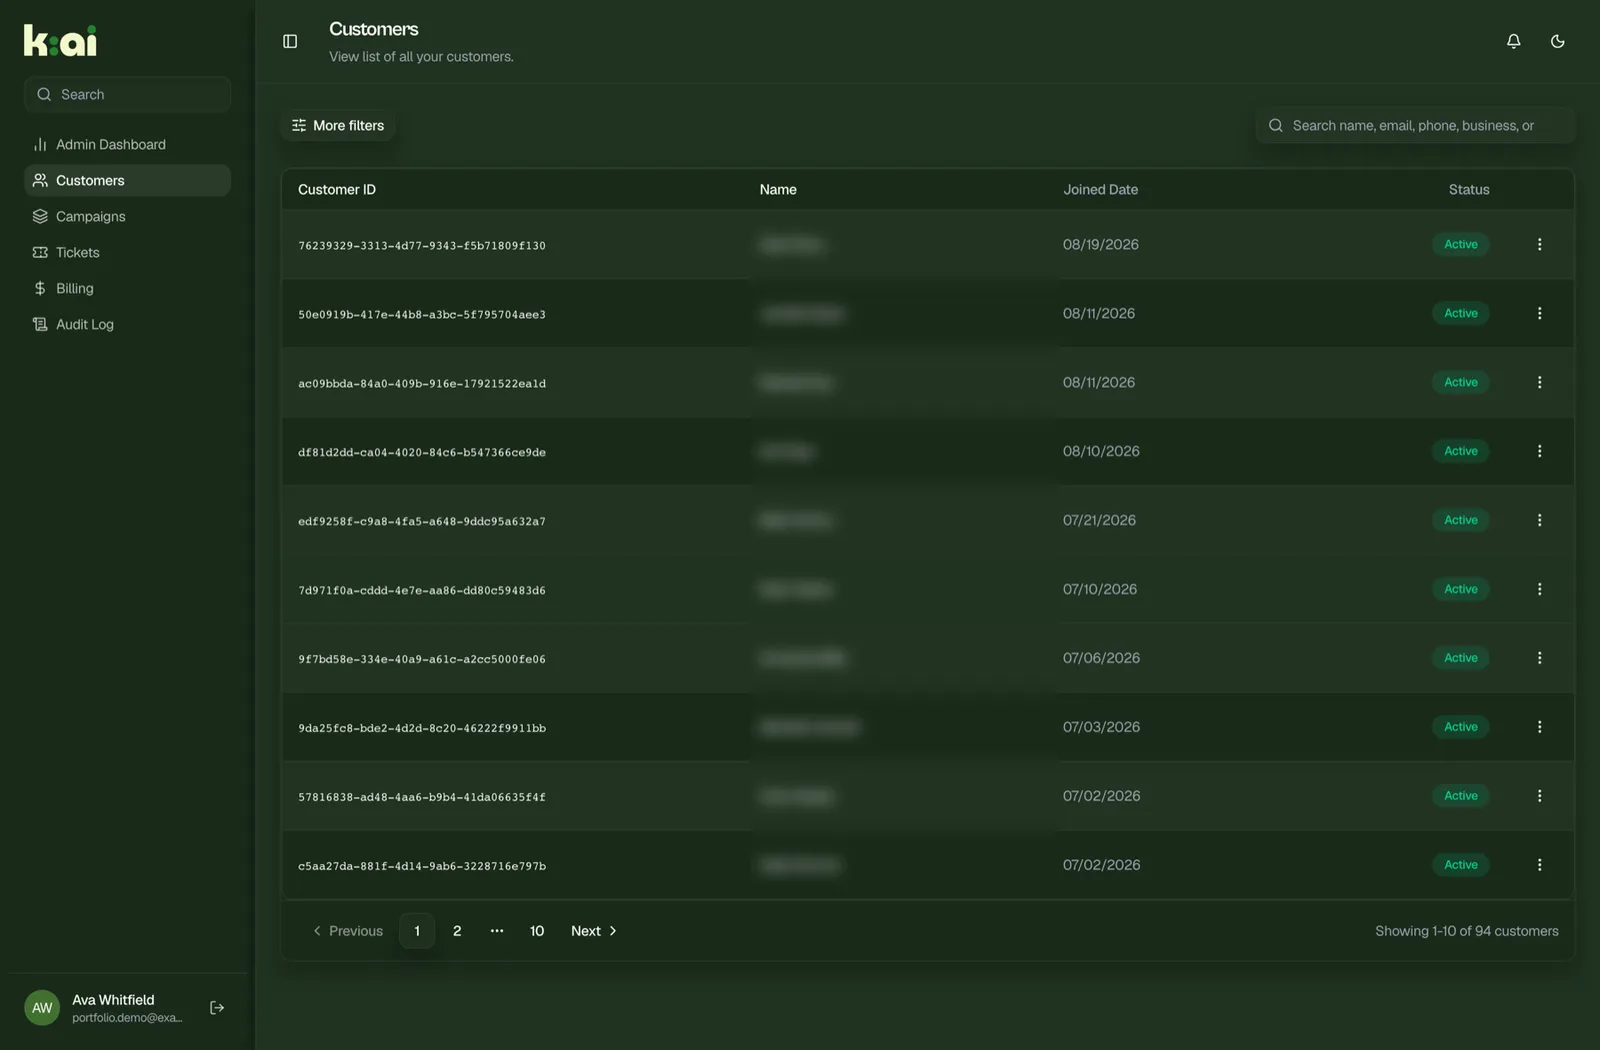 k:ai
Search
Admin Dashboard
Customers
Campaigns
Tickets
Billing
Audit Log
AW
Ava Whitfield
portfolio.demo@exa...
Customers
View list of all your customers.
More filters
Search name, email, phone, business, or
Customer ID Name Joined Date Status
76239329-3313-4d77-9343-f5b71809f130 08/19/2026 Active
50e0919b-417e-44b8-a3bc-5f795704aee3 08/11/2026 Active
ac09bbda-84a0-409b-916e-17921522ea1d 08/11/2026 Active
df81d2dd-ca04-4020-84c6-b547366ce9de 08/10/2026 Active
edf9258f-c9a8-4fa5-a648-9ddc95a632a7 07/21/2026 Active
7d971f0a-cddd-4e7e-aa86-dd80c59483d6 07/10/2026 Active
9f7bd58e-334e-40a9-a61c-a2cc5000fe06 07/06/2026 Active
9da25fc8-bde2-4d2d-8c20-46222f9911bb 07/03/2026 Active
57816838-ad48-4aa6-b9b4-41da06635f4f 07/02/2026 Active
c5aa27da-881f-4d14-9ab6-3228716e797b 07/02/2026 Active
Previous 1 2 ... 10 Next
Showing 1-10 of 94 customers